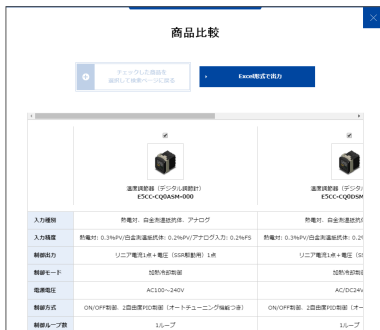 商品比較
チェックした商品を
選択して検索ページに戻る
Excel形式で出力
温度調節器（デジタル調節計）
E5CC-CQ0ASM-000
温度調節器（デジタ
E5CC-CQ0DSM
入力種別 熱電対、白金測温抵抗体、アナログ 熱電対、白金測温抵抗
入力精度 熱電対: 0.3%PV/白金測温抵抗体: 0.2%PV/アナログ入力: 0.2%FS 熱電対: 0.3%PV/白金測温抵抗体: 0.2%
制御出力 リニア電流1点+電圧（SSR駆動用）1点 リニア電流1点+電圧（SS
制御モード 加熱冷却制御 加熱冷却制
電源電圧 AC100～240V AC/DC24V
制御方式 ON/OFF制御、2自由度PID制御（オートチューニング機能つき） ON/OFF制御、2自由度PID制御（オー
制御ループ数 1ループ 1ループ